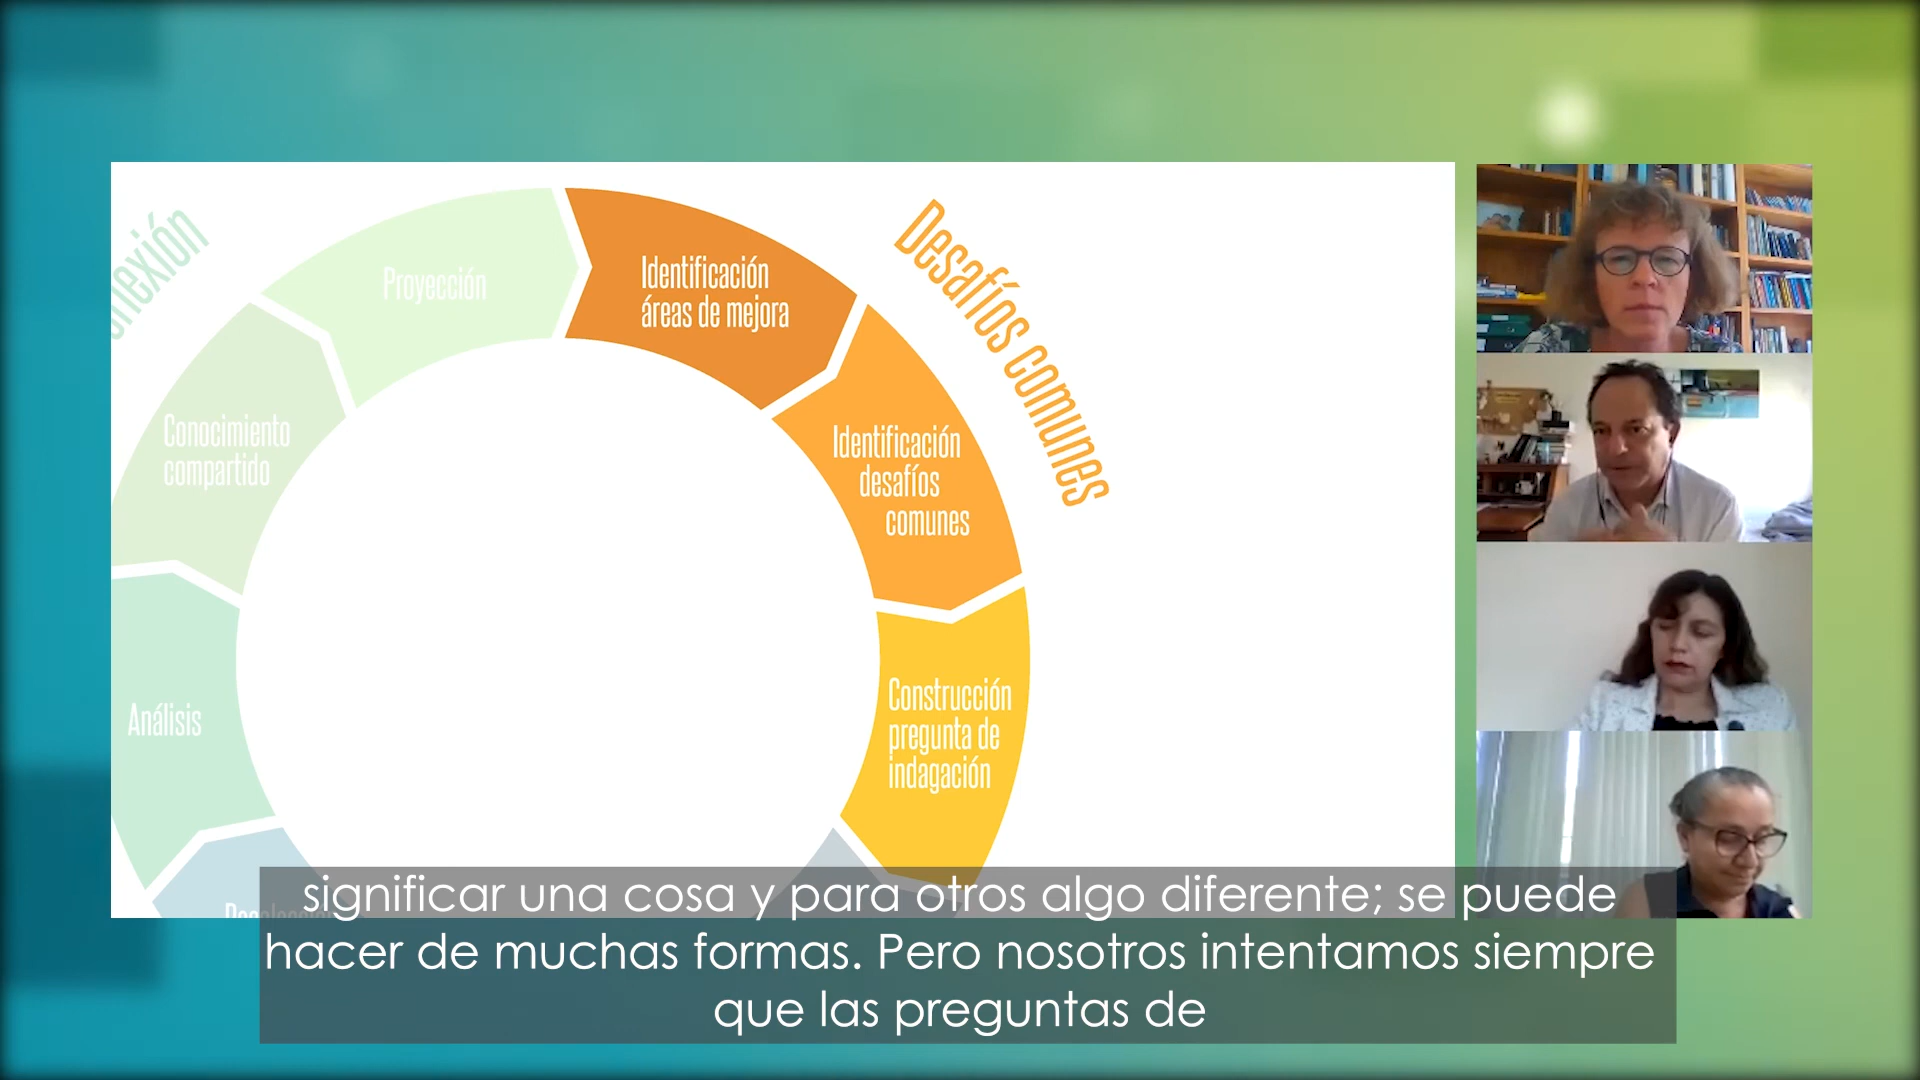 Proyección
Identificación
áreas de mejora
Desafíos comunes
Conocimiento
compartido
Identificación
desafíos
comunes
Análisis
Construcción
pregunta de
indagación
significar una cosa y para otros algo diferente; se puede
hacer de muchas formas. Pero nosotros intentamos siempre
que las preguntas de